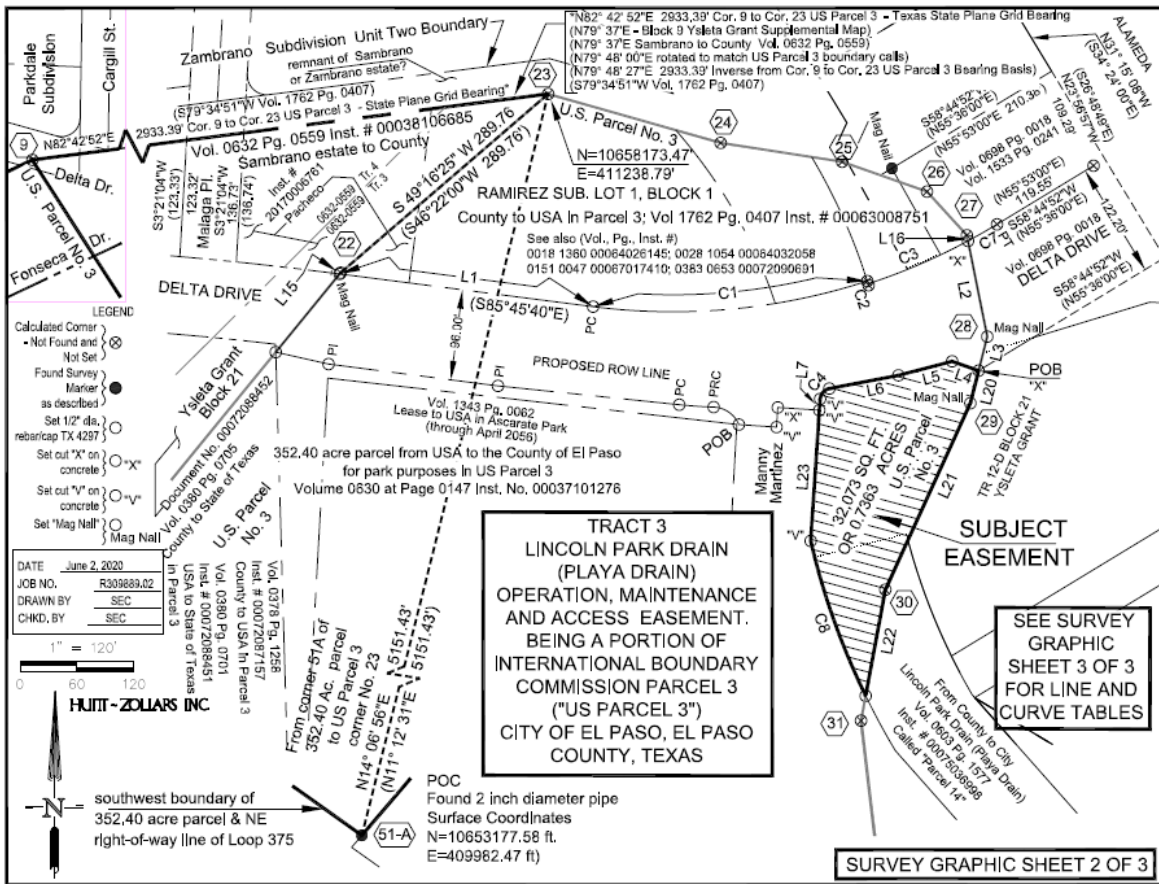 Parkdale
Subdivision
Cargill St.
Zambrano Subdivision Unit Two Boundary
remnant of Sambrano
or Zambrano estate?
(S79°34'51"W Vol. 1762 Pg. 0407)
N82°42'52"E 2933.39' Cor. 9 to Cor. 23 US Parcel 3 - State Plane Grid Bearing"
Vol. 0632 Pg. 0559 Inst. # 00038106685
Sambrano estate to County
"N82° 42' 52"E 2933.39' Cor. 9 to Cor. 23 US Parcel 3 - Texas State Plane Grid Bearing
(N79° 37'E - Block 9 Ysleta Grant Supplemental Map)
(N79° 37'E Sambrano to County Vol. 0632 Pg. 0559)
(N79° 48' 00"E rotated to match US Parcel 3 boundary calls)
(N79° 48' 27"E 2933.39' Inverse from Cor. 9 to Cor. 23 US Parcel 3 Bearing Basis)
(S79°34'51"W Vol. 1762 Pg. 0407)
ALAMEDA
N31° 15' 08"W
(S34° 24' 00"E)
(S26°48'49"E)
N23°56'57"W
109.29'
S58°44'52"W
(N55°36'00"E)
(N55°53'00"E 210.36')
Vol. 0698 Pg. 0018
Vol. 1533 Pg. 0241
(N55°53'00"E)
119.55'
S58°44'52"W
(N55°36'00"E)
122.20'
Vol. 0698 Pg. 0018
DELTA DRIVE
S58°44'52"W
(N55°36'00"E)
9
23
24
25
26
27
Mag Nail
U.S. Parcel No. 3
N=10658173.47'
E=411238.79'
RAMIREZ SUB. LOT 1, BLOCK 1
County to USA in Parcel 3; Vol 1762 Pg. 0407 Inst. # 00063008751
See also (Vol., Pg., Inst. #)
0018 1360 00064026145; 0028 1054 00064032058
0151 0047 00067017410; 0383 0653 00072090691
Delta Dr.
U.S. Parcel No. 3
Fonseca Dr.
S3°21'04"W
(123.33')
Malaga Pl.
S3°21'04"W
136.73'
(136.74')
Inst. #
20170006761
Pacheco
0632-0559 Tr. 4
0632-0559 Tr. 3
S 49°16'25" W 289.76
(S46°22'00"W 289.76')
22
L16
C7
"X"
C3
C2
C1
L1
L2
L15
DELTA DRIVE
Mag Nail
(S85°45'40"E)
PC
96.00'
28
Mag Nail
L3
POB
"X"
L20
29
Mag Nail
L4
L5
L6
C4
L7
"V"
PI
PI
PROPOSED ROW LINE
PC
PRC
POB
"X"
"V"
Manny
Martinez
Vol. 1343 Pg. 0062
Lease to USA in Ascarate Park
(through April 2056)
352.40 acre parcel from USA to the County of El Paso
for park purposes in US Parcel 3
Volume 0630 at Page 0147 Inst. No. 00037101276
Ysleta Grant
Block 21
Document No. 00072088452
Vol. 0380 Pg. 0705
County to State of Texas
U.S. Parcel
No. 3
LEGEND
Calculated Corner
- Not Found and
Not Set
Found Survey
Marker
as described
Set 1/2" dia.
rebar/cap TX 4297
Set cut "X" on
concrete
"X"
Set cut "V" on
concrete
"V"
Set "Mag Nail"
Mag Nail
DATE June 2, 2020
JOB NO. R309889.02
DRAWN BY SEC
CHKD. BY SEC
1" = 120'
0 60 120
HUNT-ZOLLARS INC
Vol. 0378 Pg. 1258
Inst. # 00072087157
County to USA in Parcel 3
Vol. 0380 Pg. 0701
Inst. # 00072088451
USA to State of Texas
in Parcel 3
From corner 51A of
352.40 Ac. parcel
to US Parcel 3
corner No. 23
N14° 06' 56"E 5151.43'
(N11° 12' 31"E 5151.43')
L23
"V"
C8
32,073 SQ. FT.
OR 0.7363 ACRES
U.S. Parcel
No. 3
L21
TR 12-D BLOCK 21
YSLETA GRANT
SUBJECT
EASEMENT
30
L22
31
TRACT 3
LINCOLN PARK DRAIN
(PLAYA DRAIN)
OPERATION, MAINTENANCE
AND ACCESS EASEMENT.
BEING A PORTION OF
INTERNATIONAL BOUNDARY
COMMISSION PARCEL 3
("US PARCEL 3")
CITY OF EL PASO, EL PASO
COUNTY, TEXAS
SEE SURVEY
GRAPHIC
SHEET 3 OF 3
FOR LINE AND
CURVE TABLES
From County to City
Lincoln Park Drain (Playa Drain)
Vol. 0603 Pg. 1577
Inst. # 00075036998
Called "Parcel 14"
N
southwest boundary of
352.40 acre parcel & NE
right-of-way line of Loop 375
51-A
POC
Found 2 inch diameter pipe
Surface Coordinates
N=10653177.58 ft.
E=409982.47 ft)
SURVEY GRAPHIC SHEET 2 OF 3